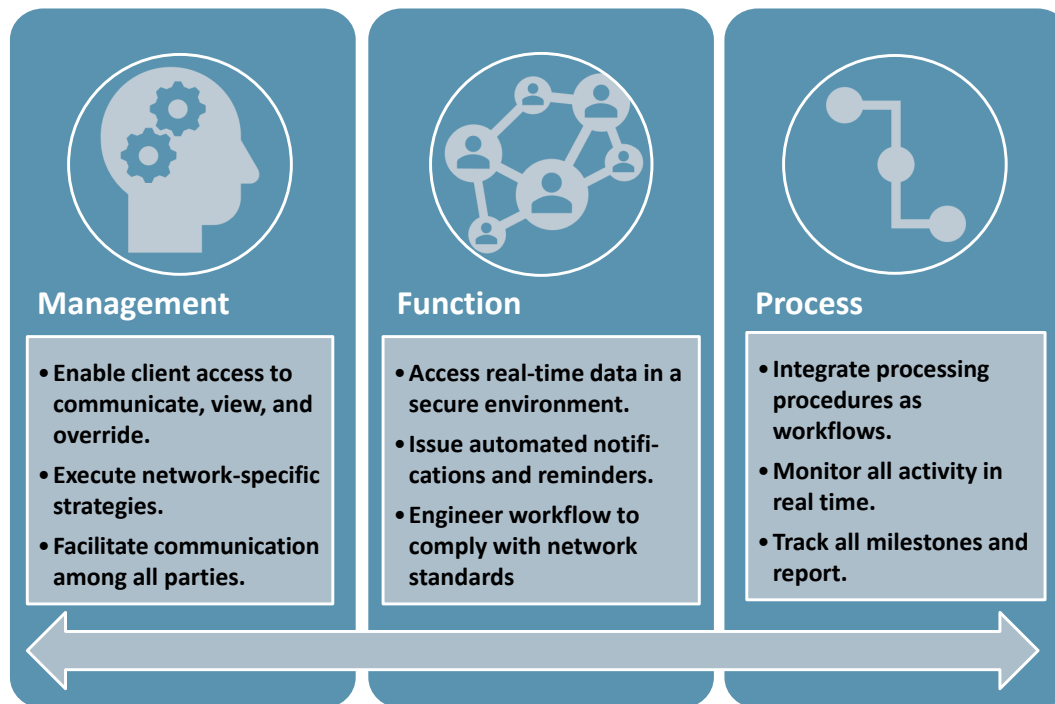 Management
• Enable client access to
communicate, view, and
override.
• Execute network-specific
strategies.
• Facilitate communication
among all parties.
Function
• Access real-time data in a
secure environment.
• Issue automated notifi-
cations and reminders.
• Engineer workflow to
comply with network
standards
Process
• Integrate processing
procedures as
workflows.
• Monitor all activity in
real time.
• Track all milestones and
report.